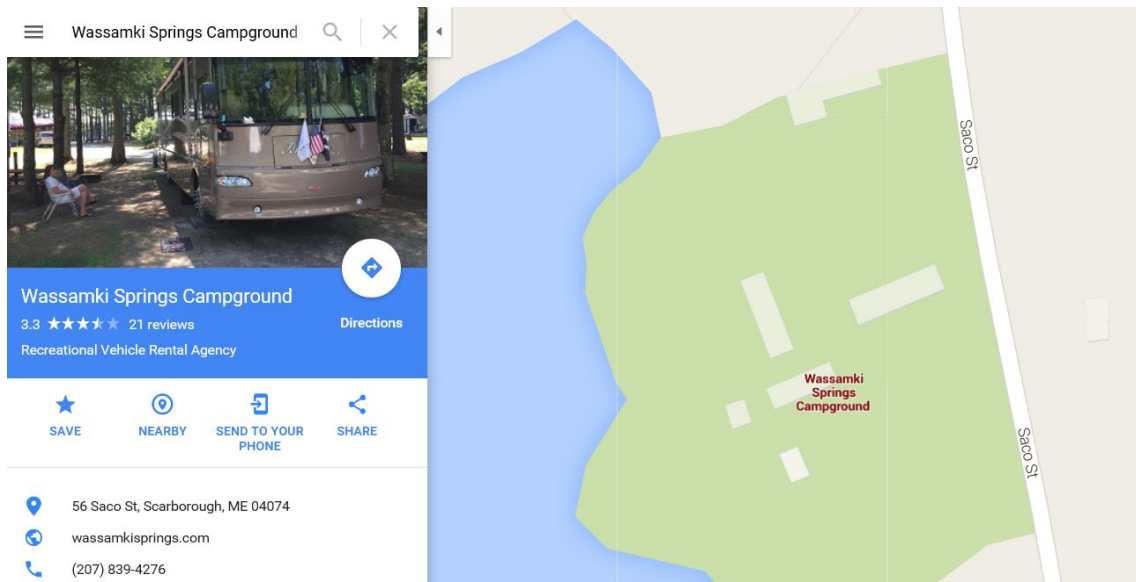 Wassamki Springs Campground
Wassamki Springs Campground
3.3 21 reviews
Directions
Recreational Vehicle Rental Agency
SAVE
NEARBY
SEND TO YOUR
PHONE
SHARE
56 Saco St, Scarborough, ME 04074
wassamkisprings.com
(207) 839-4276
Saco St
Wassamki
Springs
Campground
Saco St